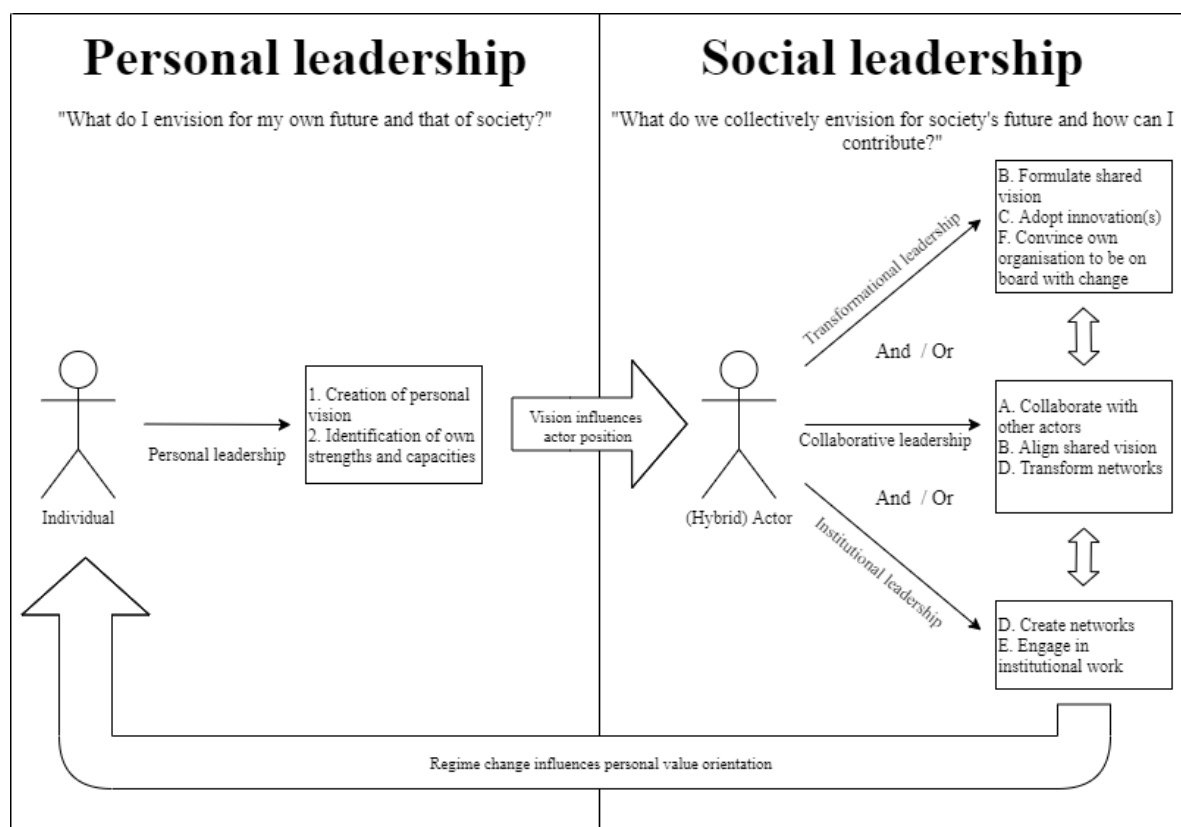 Personal leadership
"What do I envision for my own future and that of society?"
1. Creation of personal
vision
2. Identification of own
strengths and capacities
Personal leadership
Individual
Vision influences
actor position
Social leadership
"What do we collectively envision for society's future and how can I
contribute?"
(Hybrid) Actor
Transformational leadership
B. Formulate shared
vision
C. Adopt innovation(s)
F. Convince own
organisation to be on
board with change
And / Or
Collaborative leadership
A. Collaborate with
other actors
B. Align shared vision
D. Transform networks
And / Or
Institutional leadership
D. Create networks
E. Engage in
institutional work
Regime change influences personal value orientation